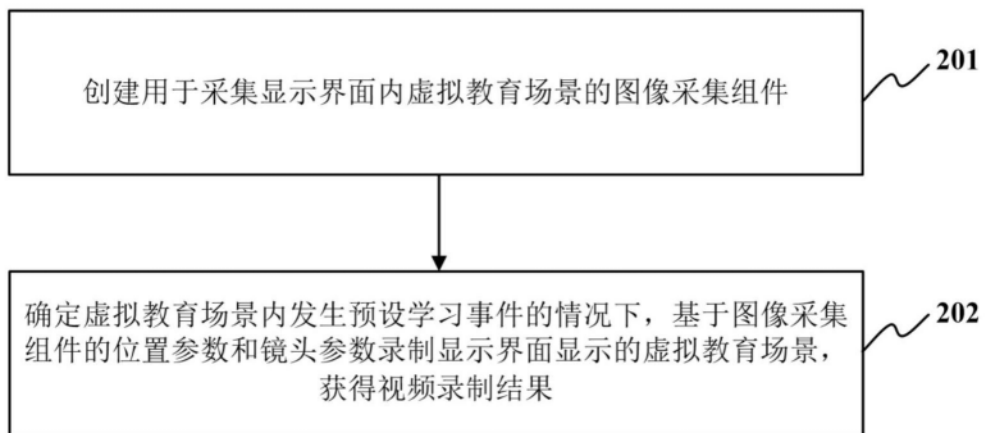 创建用于采集显示界面内虚拟教育场景的图像采集组件
201
确定虚拟教育场景内发生预设学习事件的情况下，基于图像采集
组件的位置参数和镜头参数录制显示界面显示的虚拟教育场景，
获得视频录制结果
202